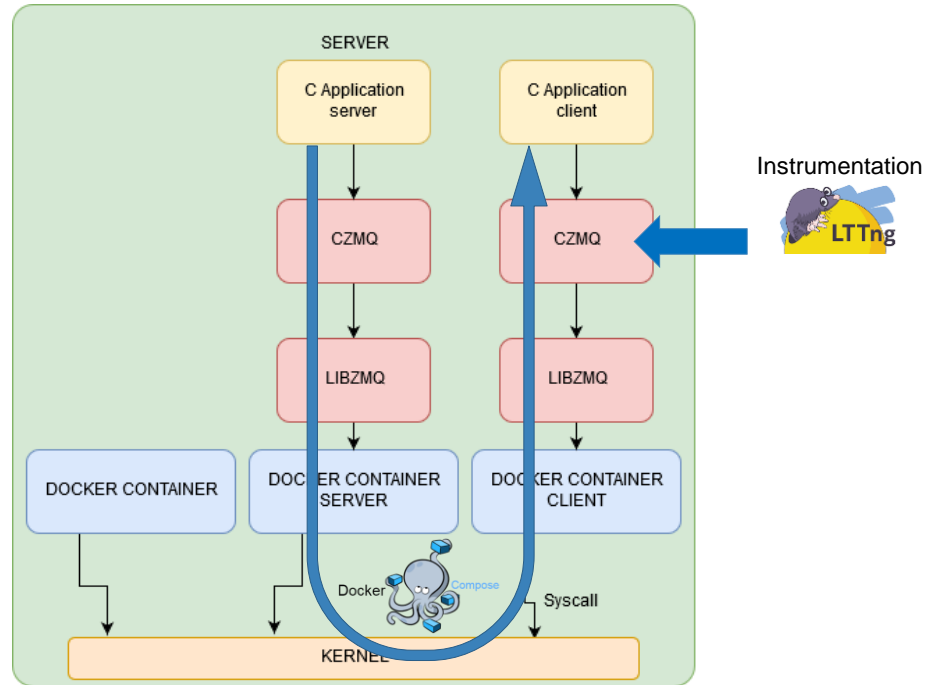 SERVER
C Application
server
C Application
client
Instrumentation
LTTng
CZMQ
CZMQ
LIBZMQ
LIBZMQ
DOCKER CONTAINER
DOCKER CONTAINER
SERVER
DOCKER CONTAINER
CLIENT
Docker
Compose
Syscall
KERNEL